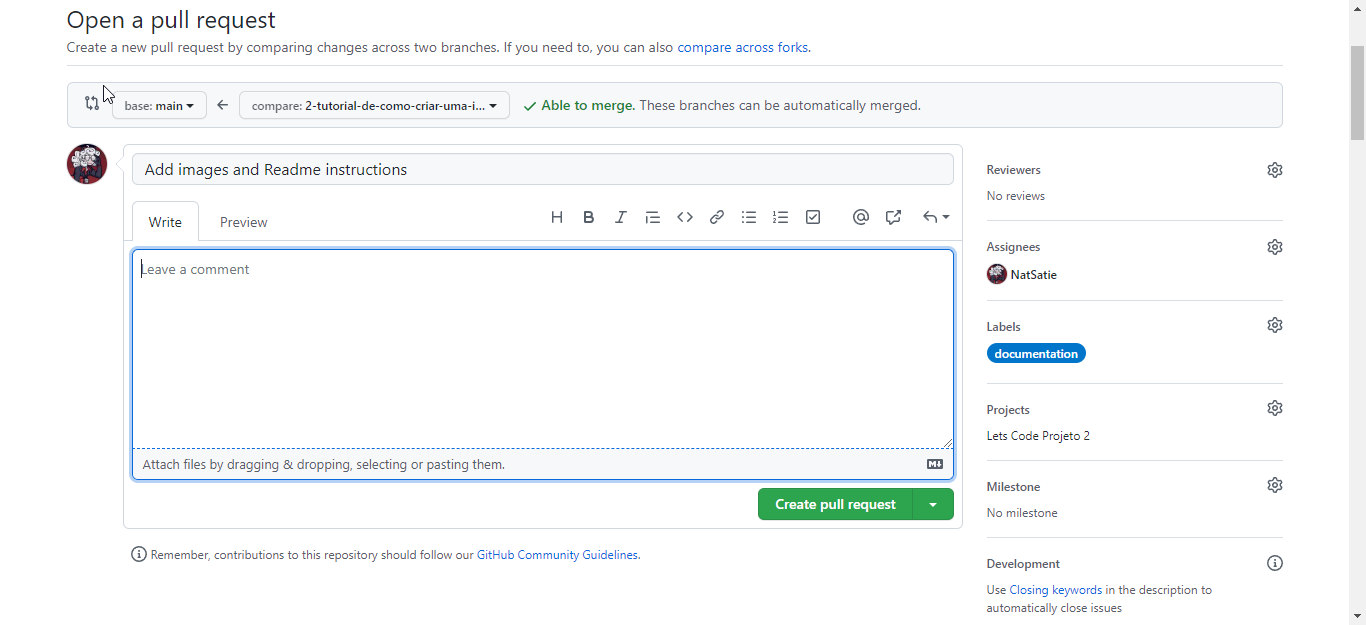 Open a pull request
Create a new pull request by comparing changes across two branches. If you need to, you can also compare across forks.
base: main
compare: 2-tutorial-de-como-criar-uma-i...
Able to merge. These branches can be automatically merged.
Add images and Readme instructions
Write Preview
Leave a comment
Attach files by dragging & dropping, selecting or pasting them.
Create pull request
Remember, contributions to this repository should follow our GitHub Community Guidelines.
Reviewers
No reviews
Assignees
NatSatie
Labels
documentation
Projects
Lets Code Projeto 2
Milestone
No milestone
Development
Use Closing keywords in the description to
automatically close issues